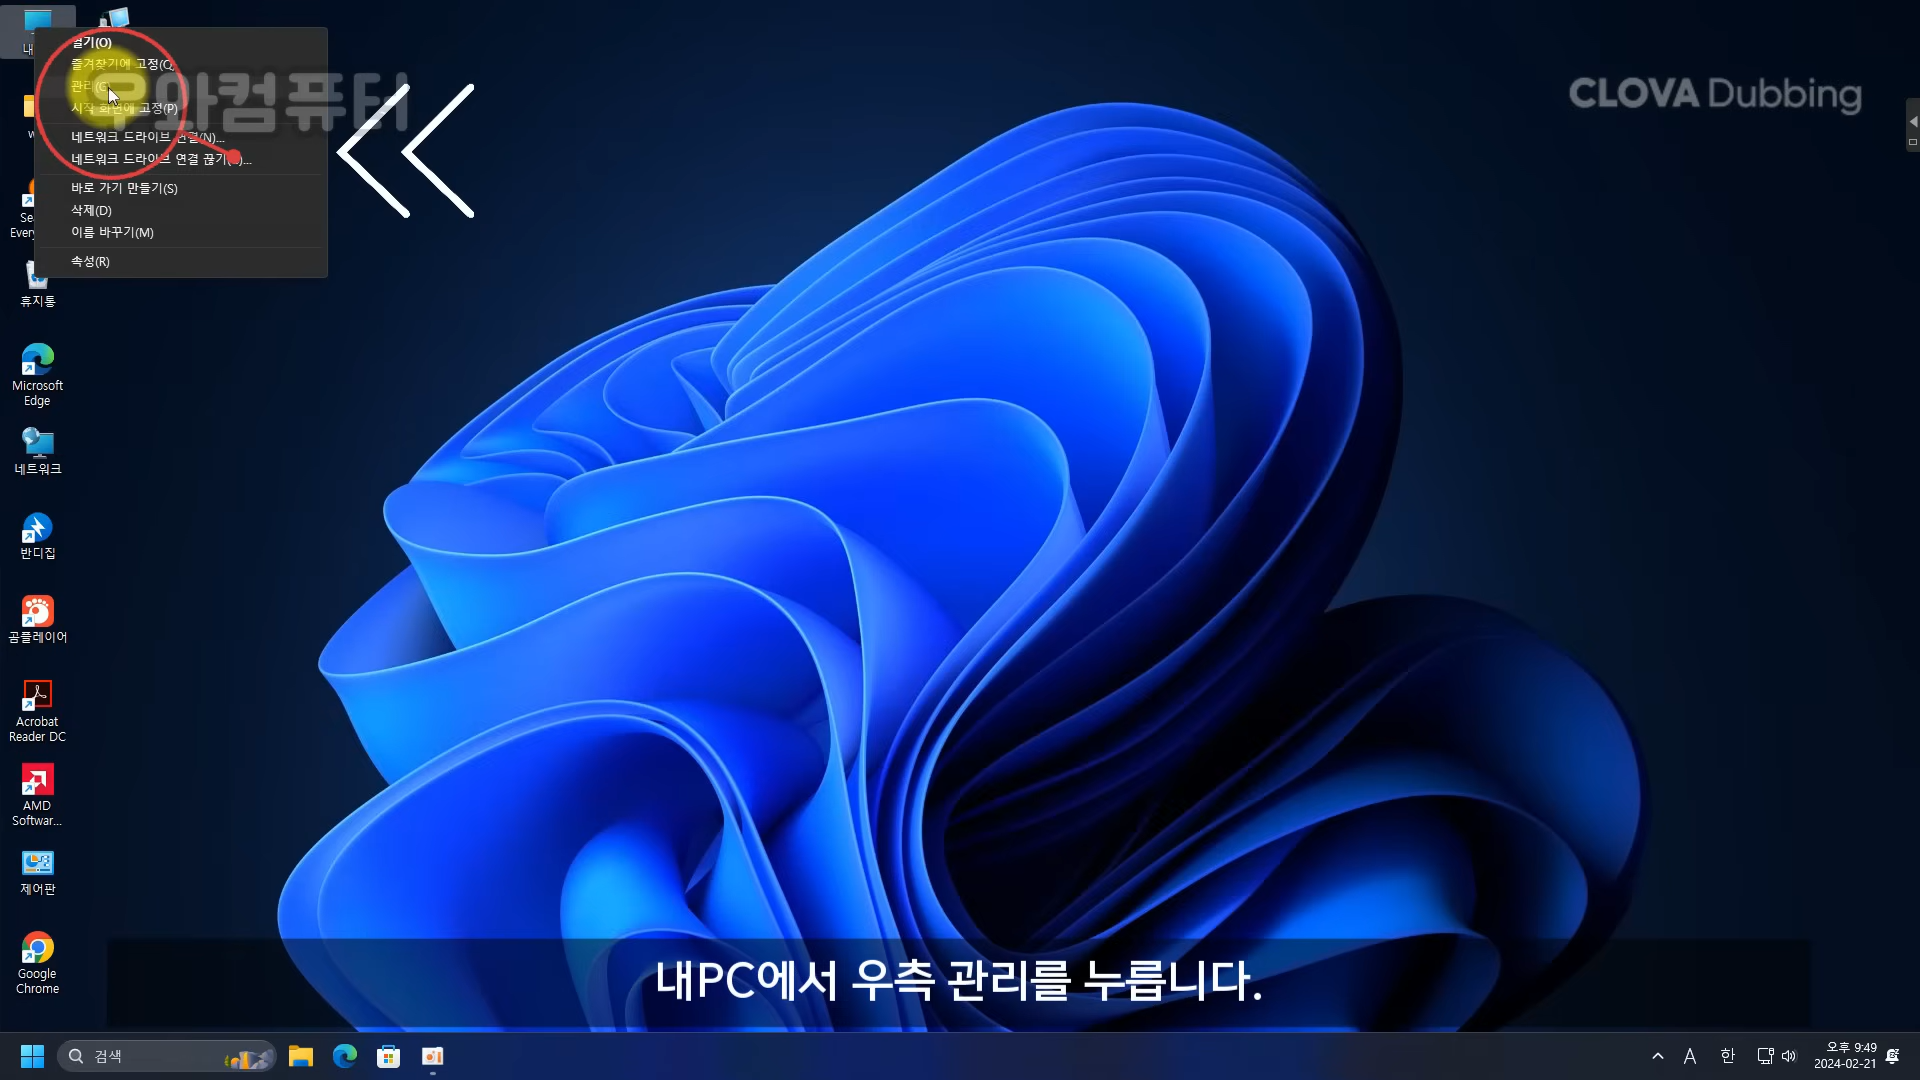 열기(O)
즐겨찾기에 고정(Q
관리(G)
시작 화면에 고정(P)
네트워크 드라이브 연결(N)...
네트워크 드라이브 연결 끊기
바로 가기 만들기(S)
삭제(D)
이름 바꾸기(M)
속성(R)
우와컴퓨터
CLOVA Dubbing
휴지통
Microsoft
Edge
네트워크
반디집
곰플레이어
Acrobat
Reader DC
AMD
Softwar...
제어판
Google
Chrome
내PC에서 우측 관리를 누릅니다.
검색
A
한
오후 9:49
2024-02-21